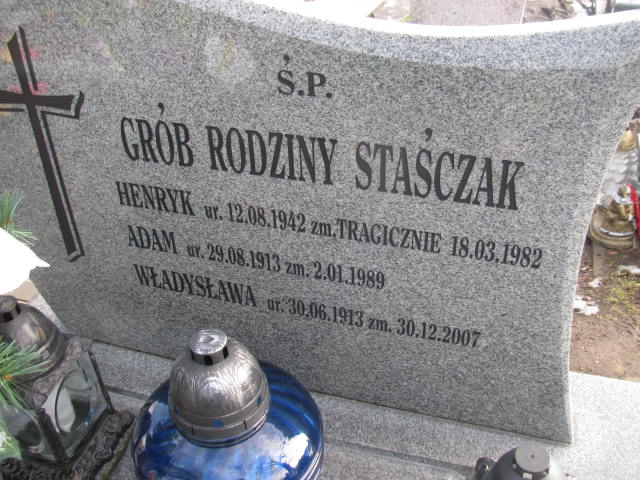 Ś.P.
GRÓB RODZINY STAŚCZAK
HENRYK ur. 12.08.1942 zm. TRAGICZNIE 18.03.1982
ADAM ur. 29.08.1913 zm. 2.01.1989
WŁADYSŁAWA ur. 30.06.1913 zm. 30.12.2007